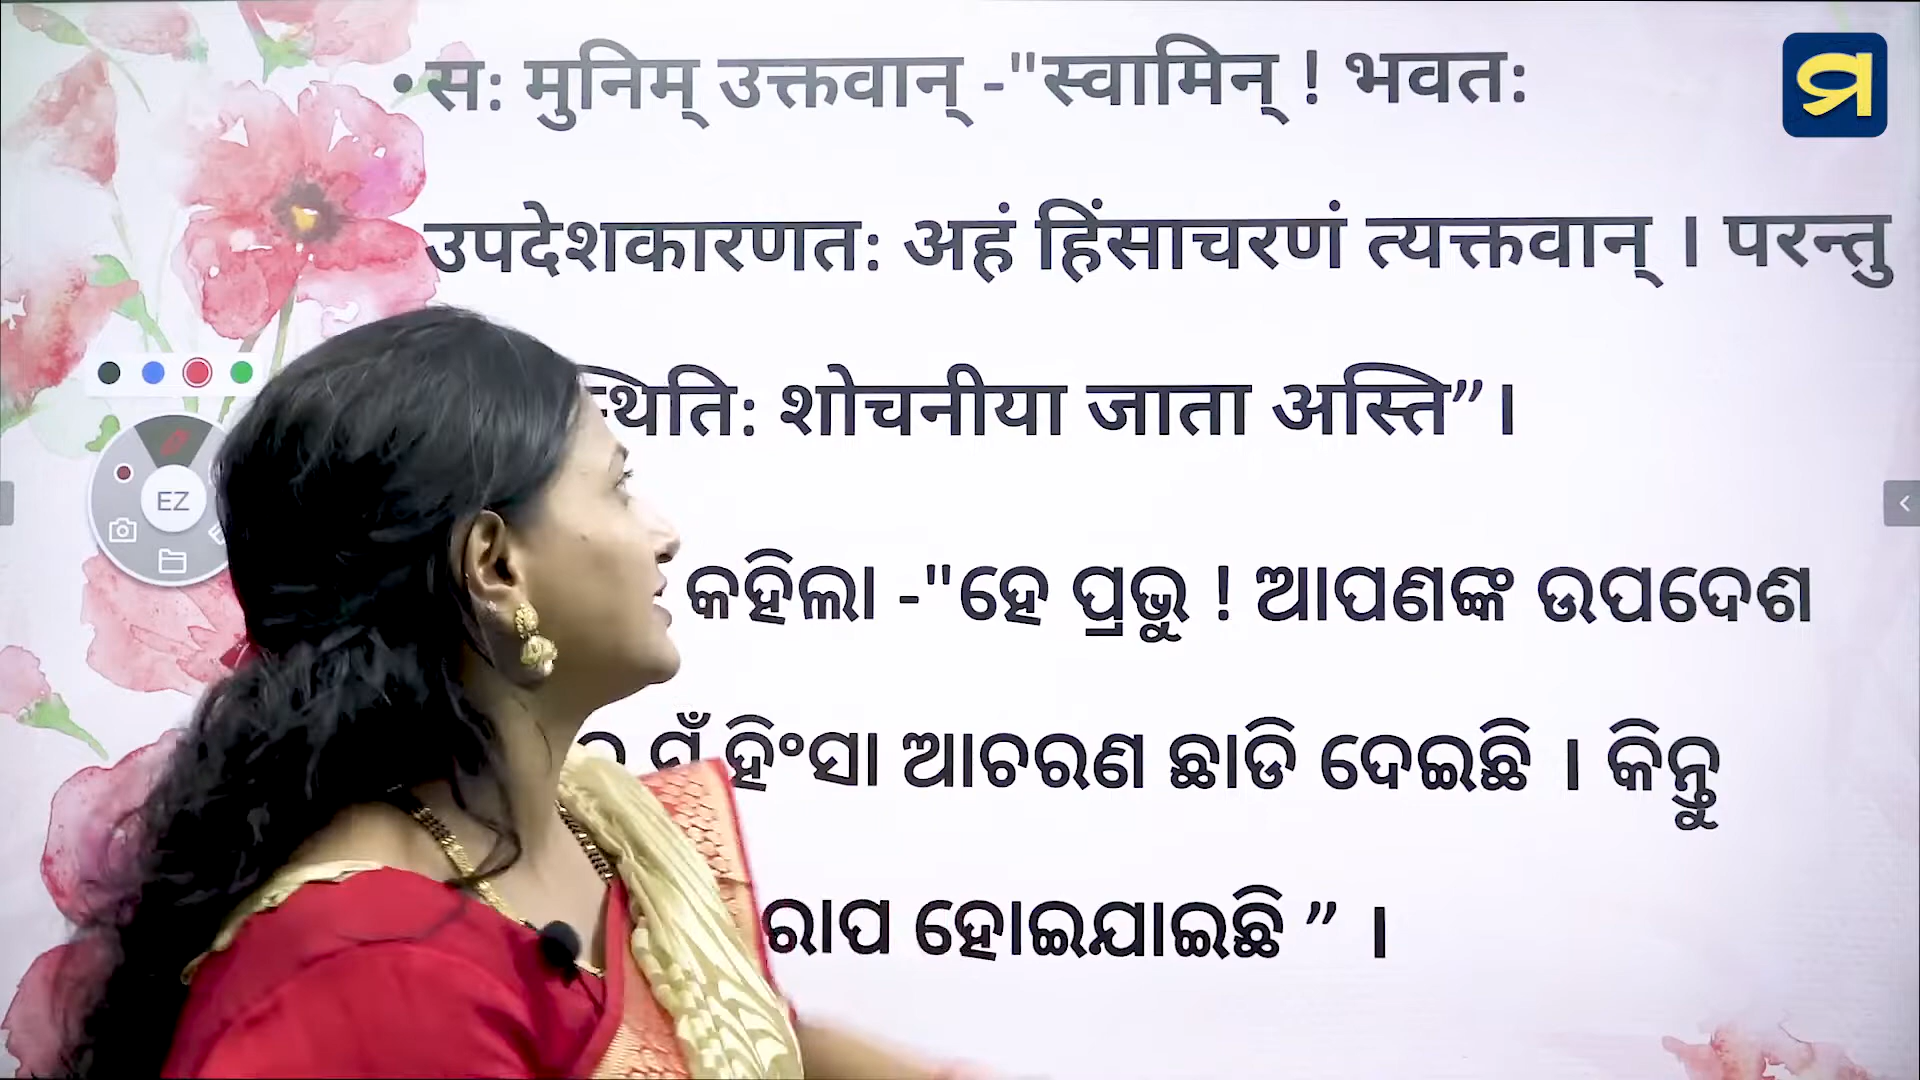 • सः मुनिम् उक्तवान् -"स्वामिन् ! भवतः
ସ
उपदेशकारणतः अहं हिंसाचरणं त्यक्तवान् । परन्तु
शोचनीया जाता अस्ति”।
EZ
କହିଲା -"ହେ ପ୍ରଭୁ ! ଆପଣଙ୍କ ଉପଦେଶ
ମୁଁ ହିଂସା ଆଚରଣ ଛାଡି ଦେଇଛି । କିନ୍ତୁ
ହୋଇଯାଇଛି ” ।